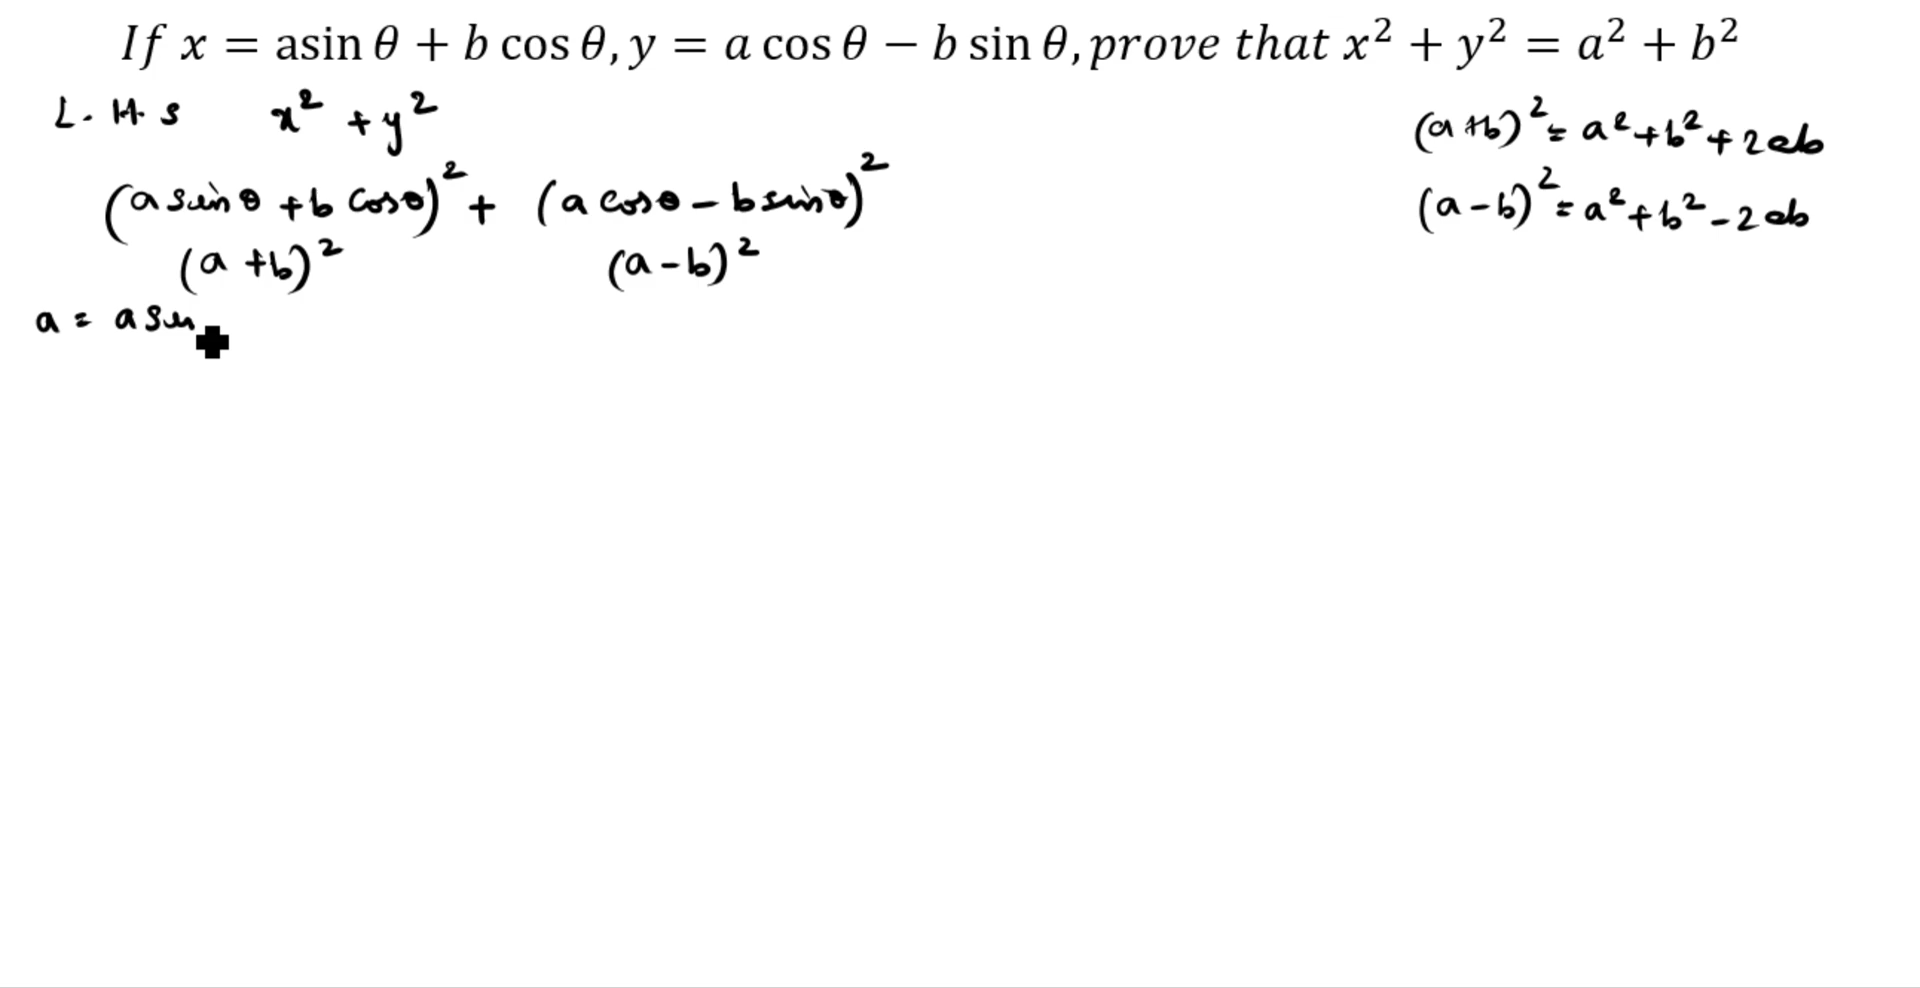 If x = asin θ + b cos θ, y = a cos θ − b sin θ, prove that x² + y² = a² + b²
L.H.S x² + y²
(a sin θ + b cos θ)² + (a cos θ − b sin θ)²
(a + b)² (a − b)²
a = a sin
(a + b)² = a² + b² + 2ab
(a − b)² = a² + b² − 2ab